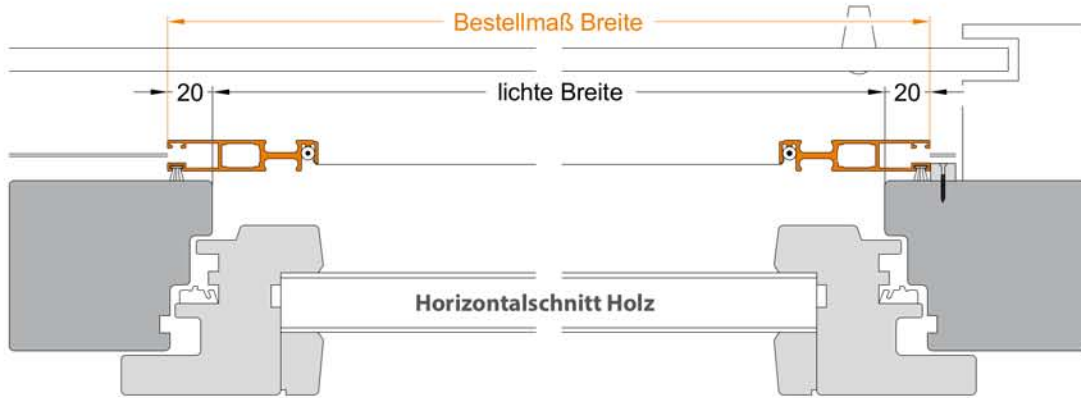 Bestellmaß Breite
20 lichte Breite 20
Horizontalschnitt Holz